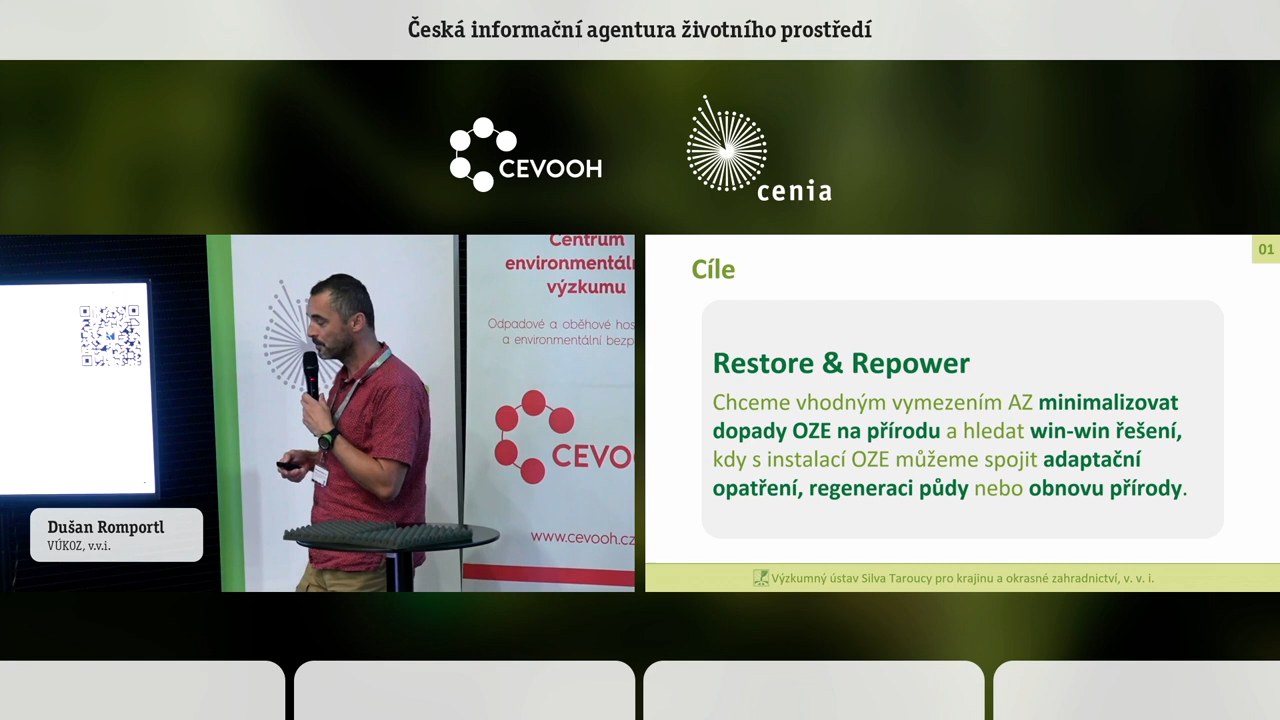 Česká informační agentura životního prostředí
CEVOOH
cenia
Centrum
environmentáln
výzkumu
Odpadové a oběhové hos
a environmentální bezp
CEVO
www.cevooh.cz
Dušan Romportl
VÚKOZ, v.v.i.
01
Cíle
Restore & Repower
Chceme vhodným vymezením AZ minimalizovat
dopady OZE na přírodu a hledat win-win řešení,
kdy s instalací OZE můžeme spojit adaptační
opatření, regeneraci půdy nebo obnovu přírody.
Výzkumný ústav Silva Taroucy pro krajinu a okrasné zahradnictví, v. v. i.